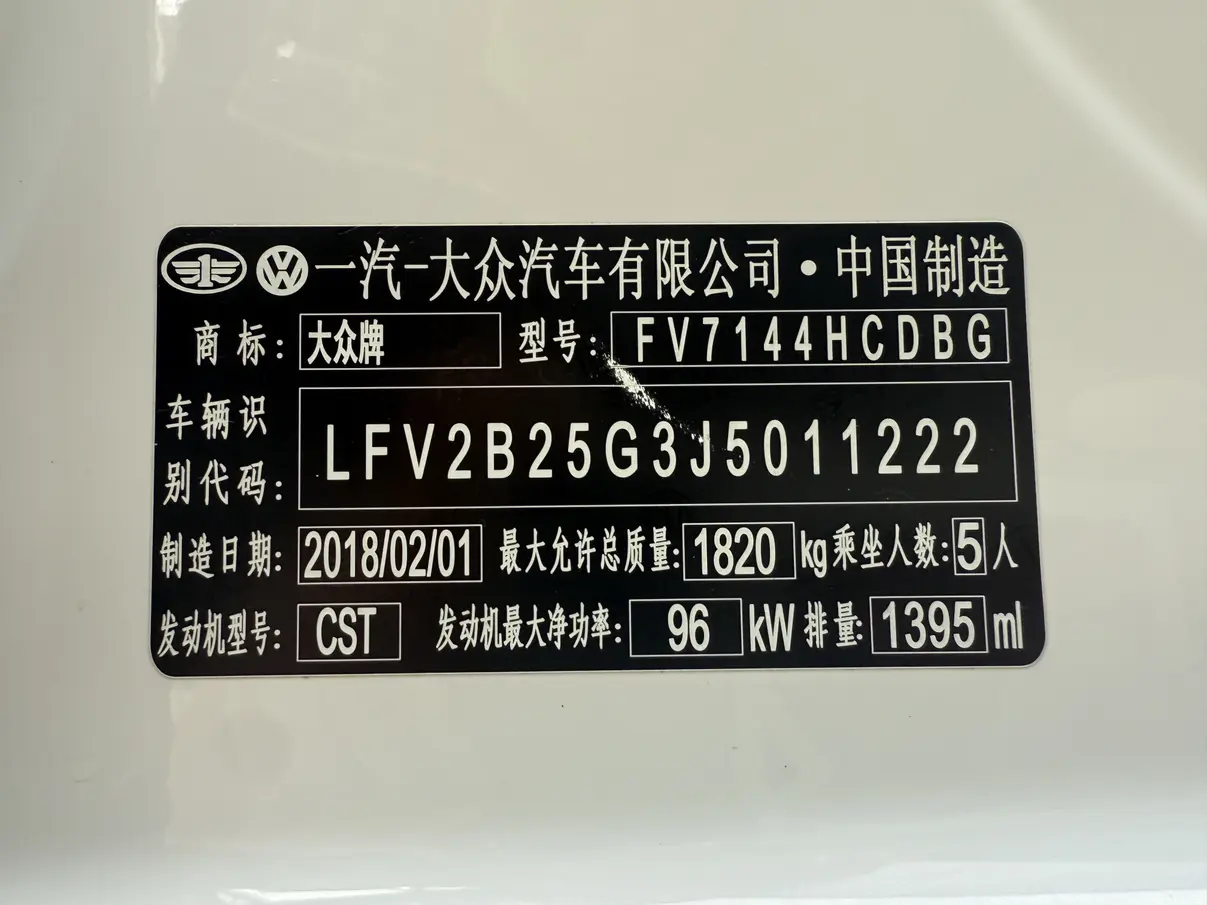 一汽-大众汽车有限公司·中国制造
商标: 大众牌 型号: FV7144HCDBG
车辆识
别代码: LFV2B25G3J5011222
制造日期: 2018/02/01 最大允许总质量: 1820 kg 乘坐人数: 5 人
发动机型号: CST 发动机最大净功率: 96 kW 排量: 1395 ml